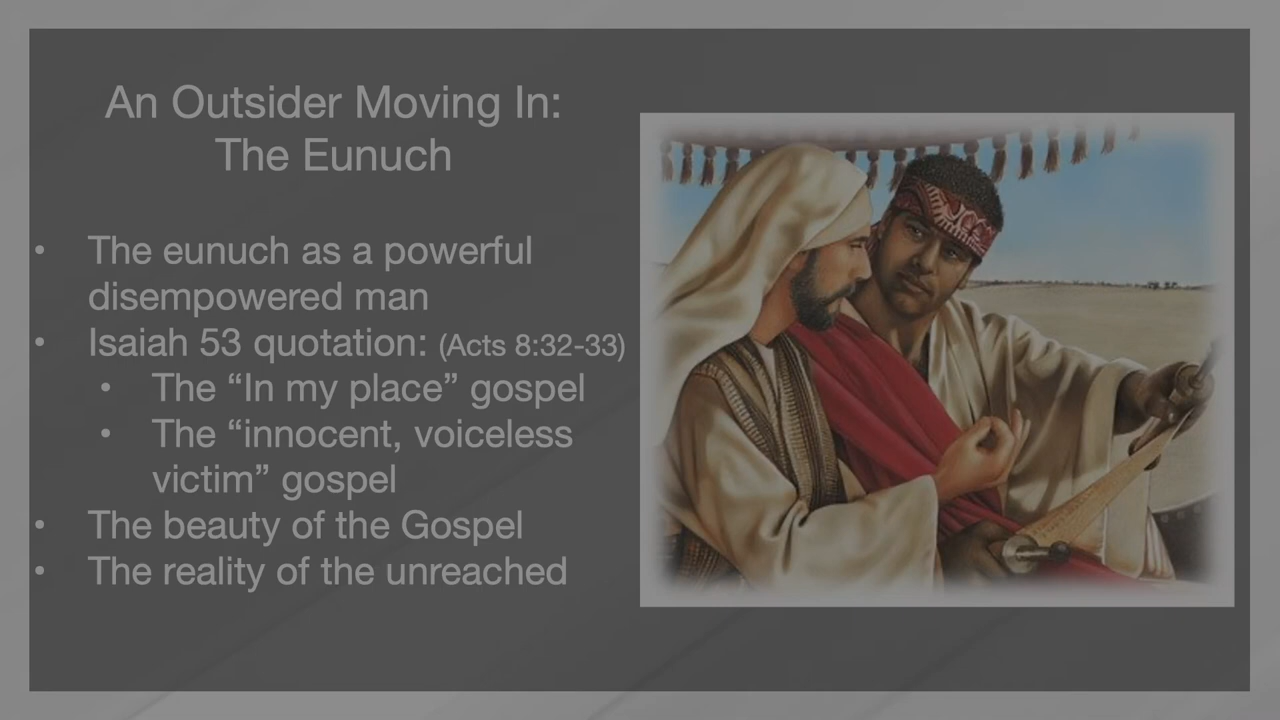 An Outsider Moving In:
The Eunuch
• The eunuch as a powerful
disempowered man
• Isaiah 53 quotation: (Acts 8:32-33)
• The “In my place” gospel
• The “innocent, voiceless
victim” gospel
• The beauty of the Gospel
• The reality of the unreached